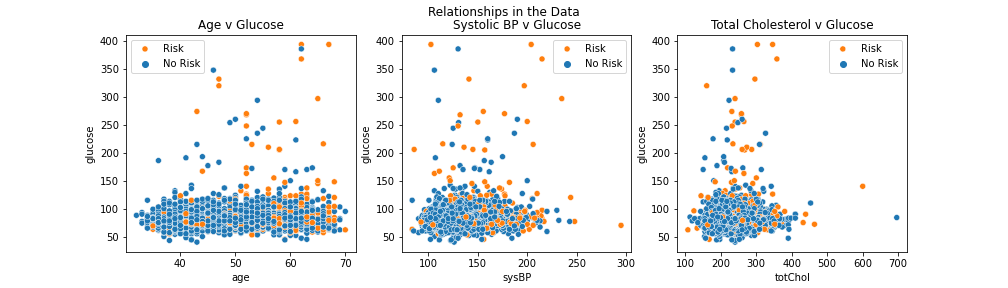 Relationships in the Data
Age v Glucose
Systolic BP v Glucose
Total Cholesterol v Glucose
400
350
300
250
200
150
100
50
glucose
Risk
No Risk
40
50
60
70
age
400
350
300
250
200
150
100
50
glucose
Risk
No Risk
100
150
200
250
300
sysBP
400
350
300
250
200
150
100
50
glucose
Risk
No Risk
100
200
300
400
500
600
700
totChol